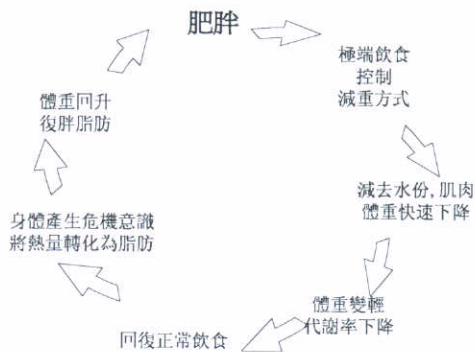 肥胖
極端飲食
控制
減重方式
減去水份,肌肉
體重快速下降
體重變輕
代謝率下降
回復正常飲食
身體產生危機意識
將熱量轉化為脂肪
體重回升
復胖脂肪